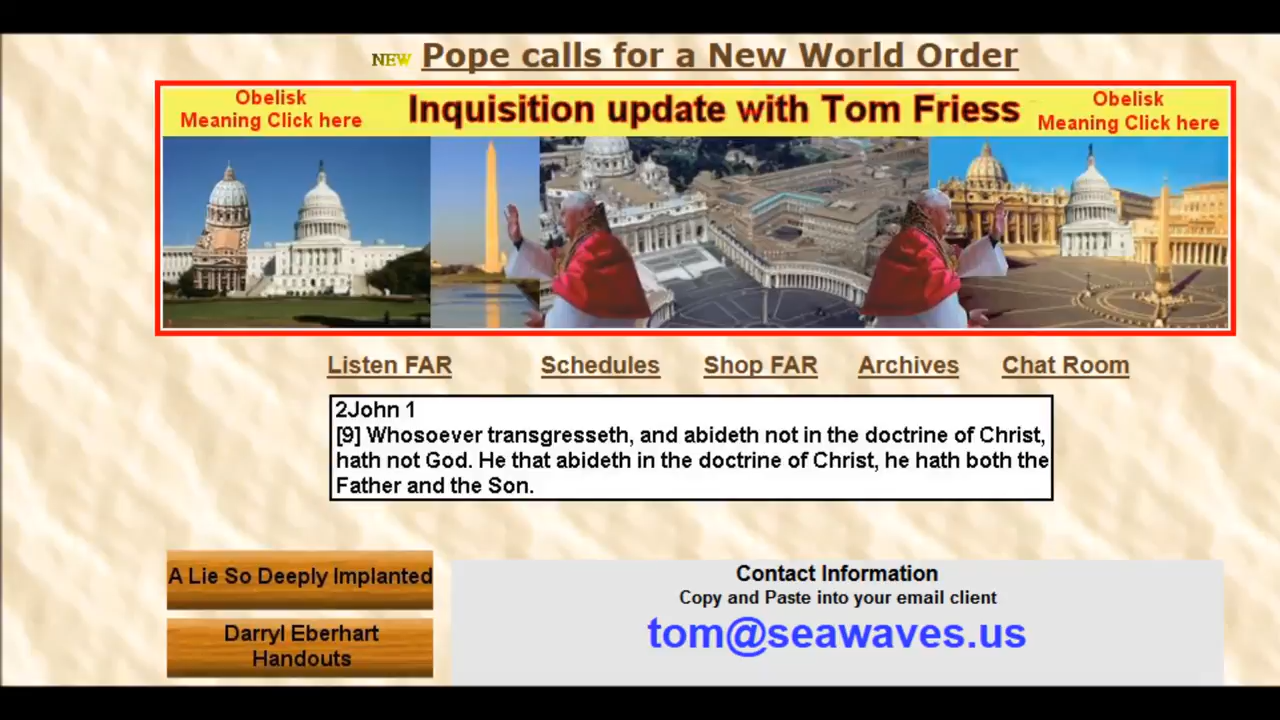 NEW Pope calls for a New World Order
Obelisk
Meaning Click here
Inquisition update with Tom Friess
Obelisk
Meaning Click here
Listen FAR Schedules Shop FAR Archives Chat Room
2John 1
[9] Whosoever transgresseth, and abideth not in the doctrine of Christ,
hath not God. He that abideth in the doctrine of Christ, he hath both the
Father and the Son.
A Lie So Deeply Implanted
Darryl Eberhart
Handouts
Contact Information
Copy and Paste into your email client
tom@seawaves.us